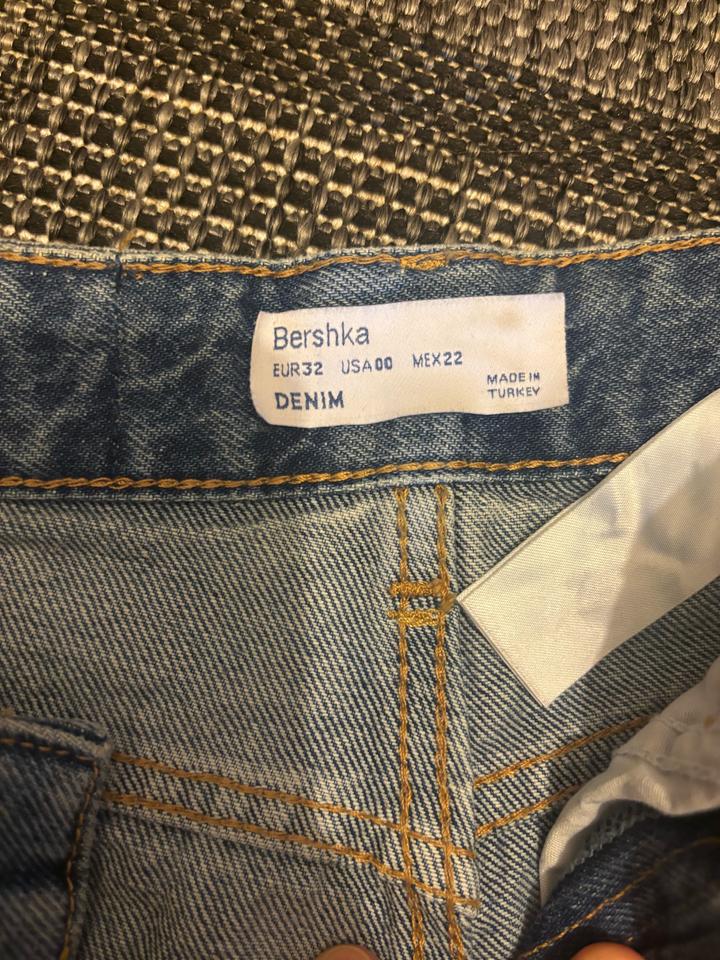 Bershka
EUR32 USA00 MEX22
DENIM
MADE IN
TURKEY